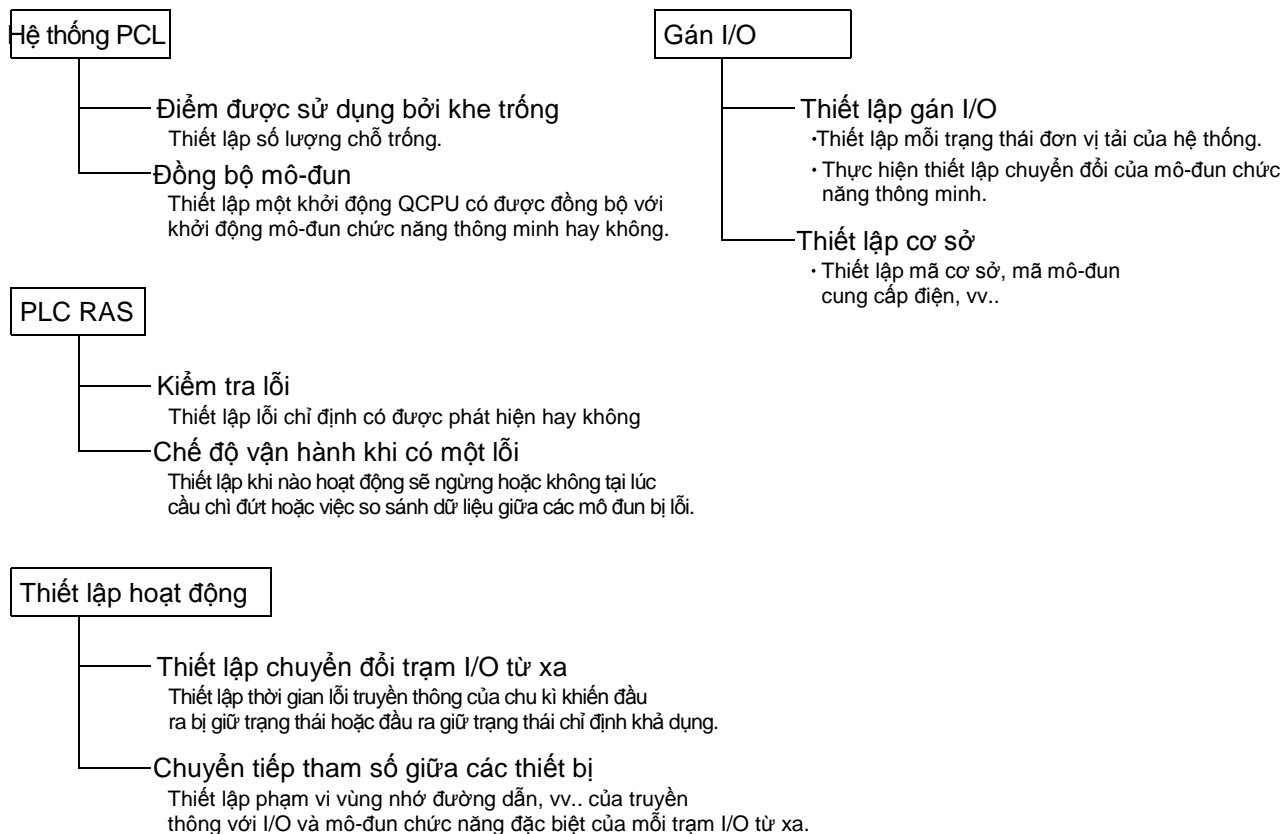 Hệ thống PCL
Điểm được sử dụng bởi khe trống
Thiết lập số lượng chỗ trống.
Đồng bộ mô-đun
Thiết lập một khởi động QCPU có được đồng bộ với
khởi động mô-đun chức năng thông minh hay không.
Gán I/O
Thiết lập gán I/O
·Thiết lập mỗi trạng thái đơn vị tải của hệ thống.
· Thực hiện thiết lập chuyển đổi của mô-đun chức
năng thông minh.
Thiết lập cơ sở
· Thiết lập mã cơ sở, mã mô-đun
cung cấp điện, vv..
PLC RAS
Kiểm tra lỗi
Thiết lập lỗi chỉ định có được phát hiện hay không
Chế độ vận hành khi có một lỗi
Thiết lập khi nào hoạt động sẽ ngừng hoặc không tại lúc
cầu chì đứt hoặc việc so sánh dữ liệu giữa các mô đun bị lỗi.
Thiết lập hoạt động
Thiết lập chuyển đổi trạm I/O từ xa
Thiết lập thời gian lỗi truyền thông của chu kì khiến đầu
ra bị giữ trạng thái hoặc đầu ra giữ trạng thái chỉ định khả dụng.
Chuyển tiếp tham số giữa các thiết bị
Thiết lập phạm vi vùng nhớ đường dẫn, vv.. của truyền
thông với I/O và mô-đun chức năng đặc biệt của mỗi trạm I/O từ xa.